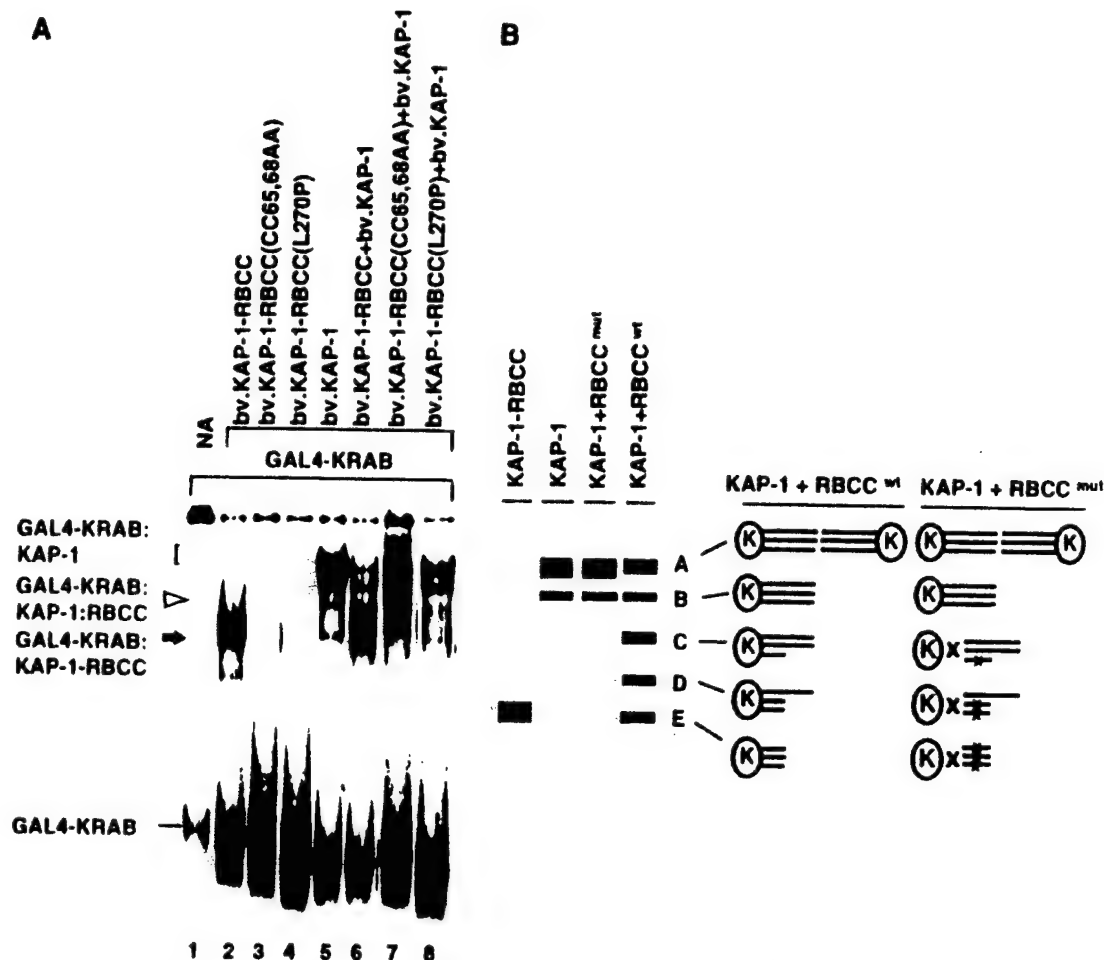 A
NA
bv.KAP-1-RBCC
bv.KAP-1-RBCC(CC65,68AA)
bv.KAP-1-RBCC(L270P)
bv.KAP-1
bv.KAP-1-RBCC+bv.KAP-1
bv.KAP-1-RBCC(CC65,68AA)+bv.KAP-1
bv.KAP-1-RBCC(L270P)+bv.KAP-1
GAL4-KRAB
GAL4-KRAB:
KAP-1
GAL4-KRAB:
KAP-1:RBCC
GAL4-KRAB:
KAP-1-RBCC
GAL4-KRAB
1 2 3 4 5 6 7 8
B
KAP-1-RBCC
KAP-1
KAP-1+RBCC mut
KAP-1+RBCC wt
A
B
C
D
E
KAP-1 + RBCC wt
KAP-1 + RBCC mut
K K K K
K K
K K x x
K K x x x
K K x x x x